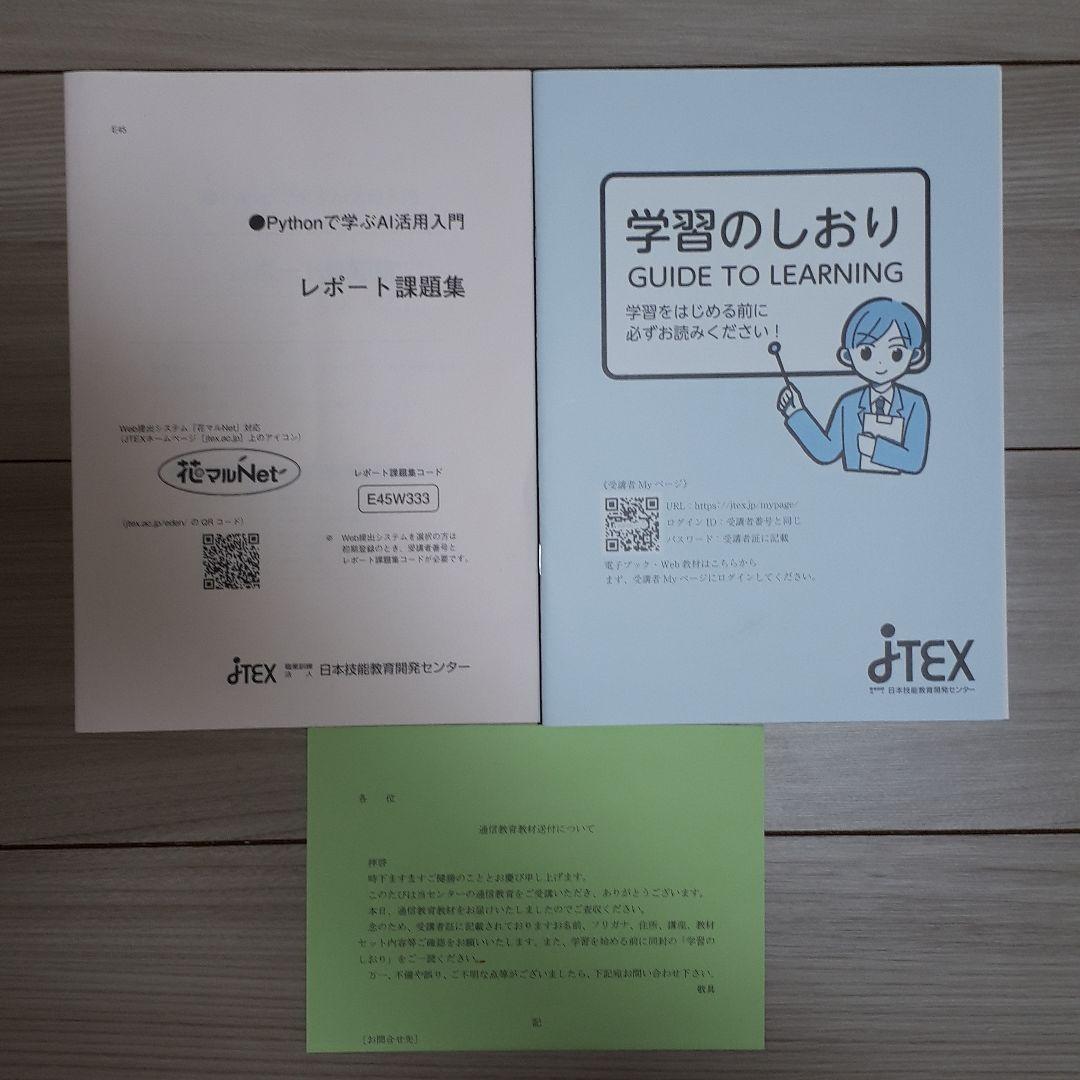 E45
●Pythonで学ぶAI活用入門
レポート課題集
Web提出システム「花マルNet」対応
（JTEXホームページ［jtex.ac.jp］上のアイコン）
花マルNet
レポート課題集コード
E45W333
（jtex.ac.jp/eden/ のQRコード）
※ Web提出システムを選択の方は
初期登録のとき、受講者番号と
レポート課題集コードが必要です。
JTEX 職業訓練法人 日本技能教育開発センター
学習のしおり
GUIDE TO LEARNING
学習をはじめる前に
必ずお読みください！
《受講者Myページ》
URL：https://jtex.jp/mypage/
ログインID：受講者番号と同じ
パスワード：受講者証に記載
電子ブック・Web教材はこちらから
まず、受講者Myページにログインしてください。
JTEX
日本技能教育開発センター
各　位
通信教育教材送付について
拝啓
時下ますますご健勝のこととお慶び申し上げます。
このたびは当センターの通信教育をご受講いただき、ありがとうございます。
本日、通信教育教材をお届けいたしましたのでご査収ください。
念のため、受講者証に記載されておりますお名前、フリガナ、住所、講座、教材
セット内容等ご確認をお願いいたします。また、学習を始める前に同封の「学習の
しおり」をご一読ください。
万一、不備や誤り、ご不明な点等がございましたら、下記宛お問い合わせ下さい。
敬具
記
［お問合せ先］